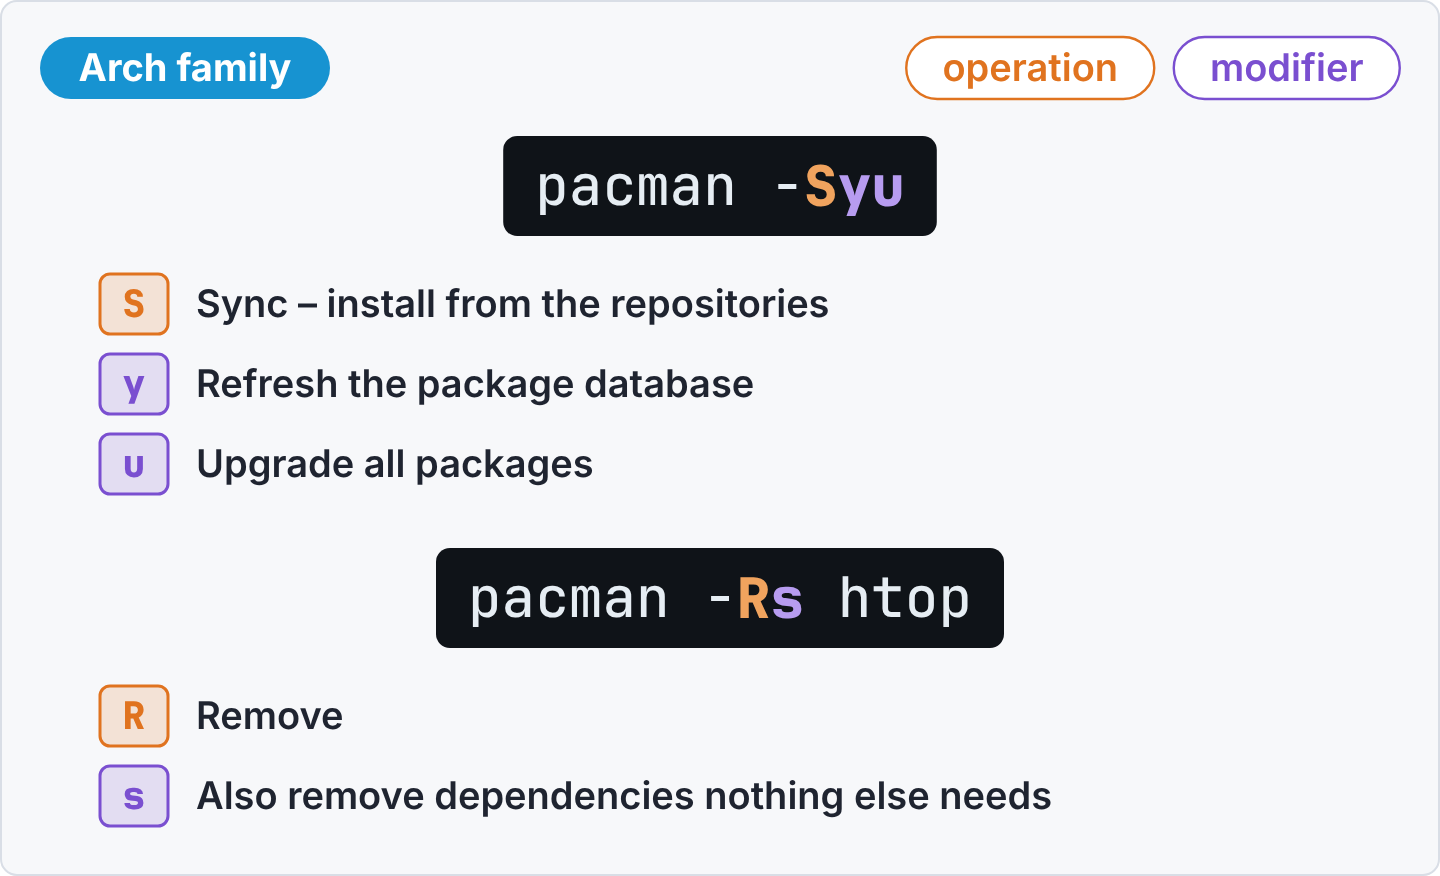 Arch family
operation
modifier
pacman -Syu
S Sync – install from the repositories
y Refresh the package database
u Upgrade all packages
pacman -Rs htop
R Remove
s Also remove dependencies nothing else needs